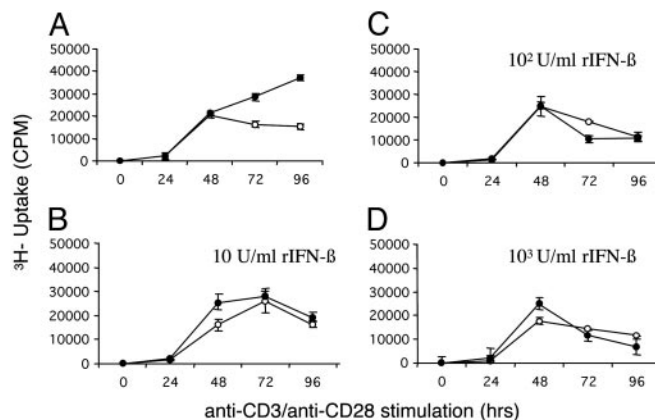 A
50000
40000
30000
20000
10000
0
0 24 48 72 96
C
10² U/ml rIFN-ß
50000
40000
30000
20000
10000
0
0 24 48 72 96
³H- Uptake (CPM)
B
10 U/ml rIFN-ß
50000
40000
30000
20000
10000
0
0 24 48 72 96
D
10³ U/ml rIFN-ß
50000
40000
30000
20000
10000
0
0 24 48 72 96
anti-CD3/anti-CD28 stimulation (hrs)